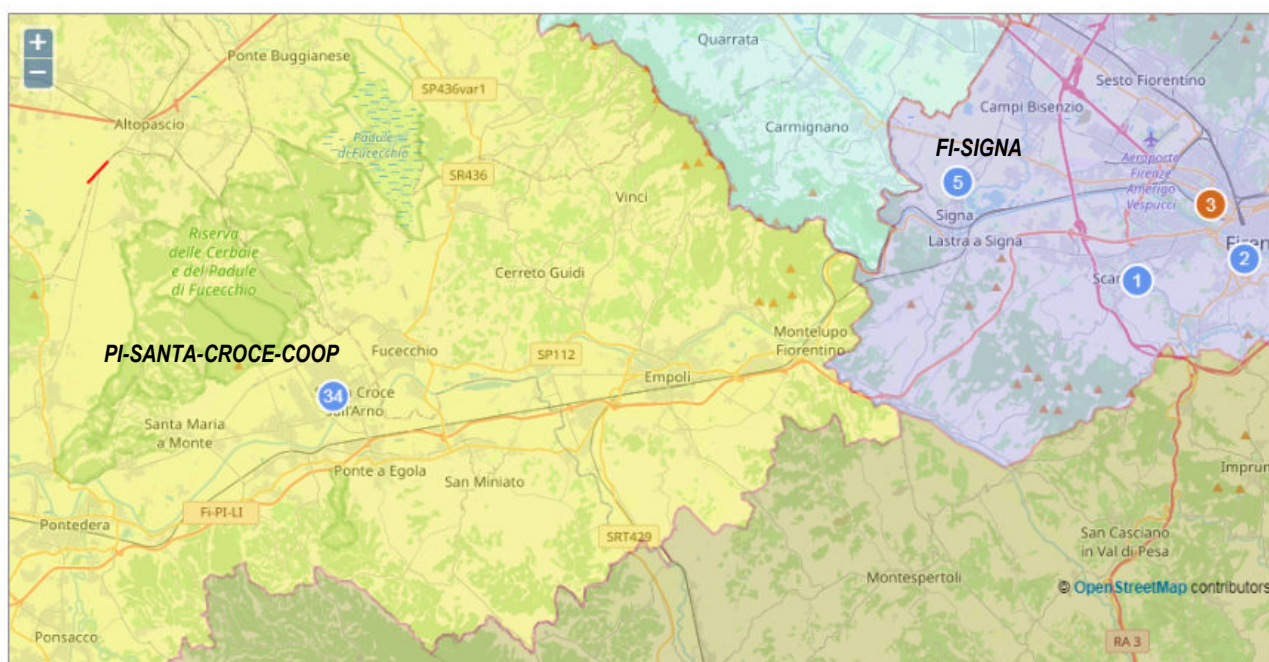 +
−
Ponte Buggianese
SP436var1
Quarrata
Sesto Fiorentino
Altopascio
Padule
di Fucecchio
Carmignano
Campi Bisenzio
FI-SIGNA
Aeroporto
Firenze
Amerigo
Vespucci
SR436
Vinci
5
3
Signa
Lastra a Signa
Riserva
delle Cerbaie
e del Padule
di Fucecchio
Cerreto Guidi
1
2
Montelupo
Fiorentino
PI-SANTA-CROCE-COOP
Fucecchio
SP112
Empoli
34
Croce
Santa Maria
a Monte
Ponte a Egola
San Miniato
Fi-PI-LI
Pontedera
SRT429
San Casciano
in Val di Pesa
Montespertoli
© OpenStreetMap contributors
Ponsacco
RA 3